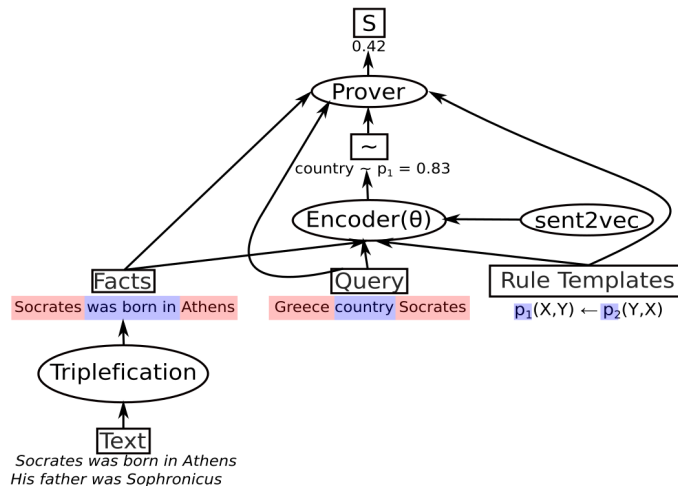 S
0.42
Prover
~
country ~ p₁ = 0.83
Encoder(θ)
sent2vec
Facts
Query
Rule Templates
Socrates was born in Athens
Greece country Socrates
p₁(X,Y) ← p₂(Y,X)
Triplefication
Text
Socrates was born in Athens
His father was Sophronicus